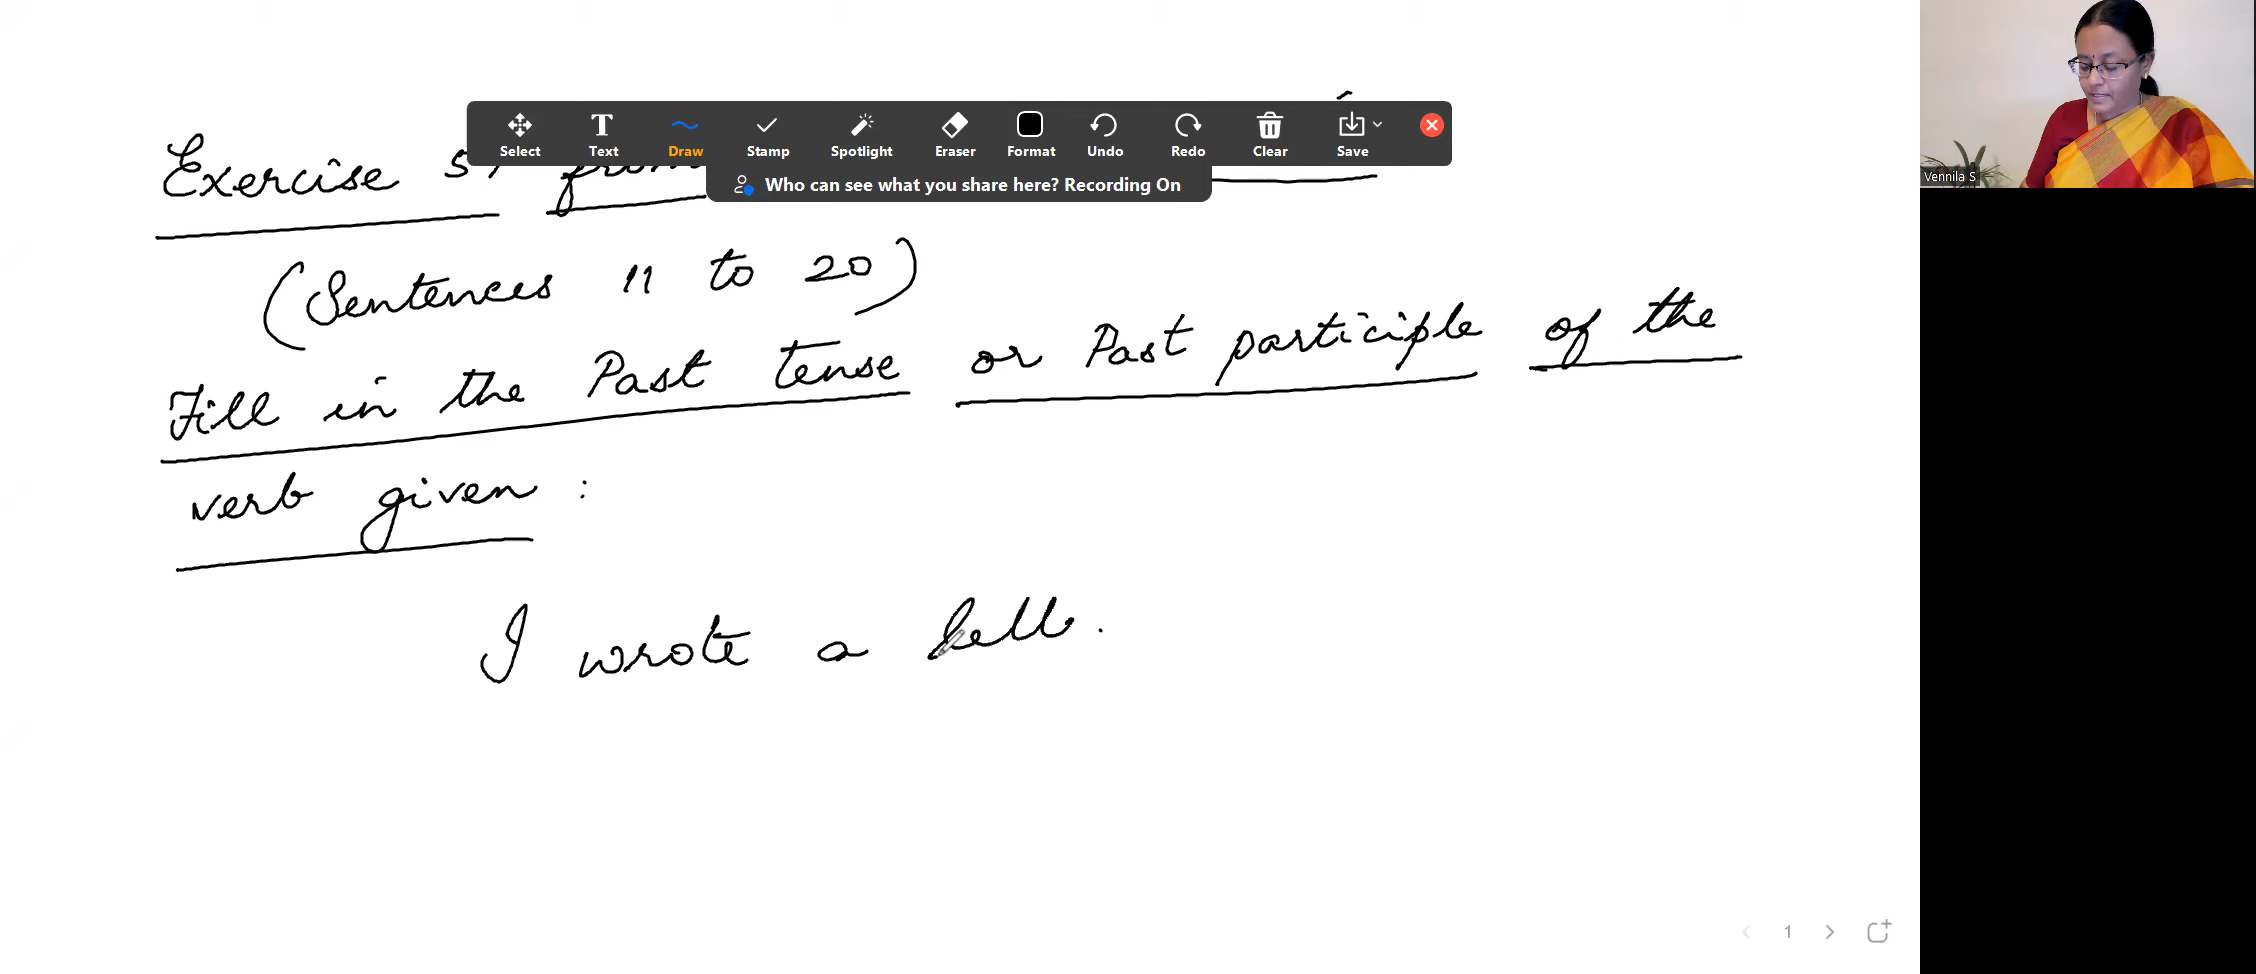 Select Text Draw Stamp Spotlight Eraser Format Undo Redo Clear Save
Exercise
Who can see what you share here? Recording On
(Sentences 11 to 20)
Fill in the Past tense or Past participle of the
verb given :
I wrote a
Vennila S
1